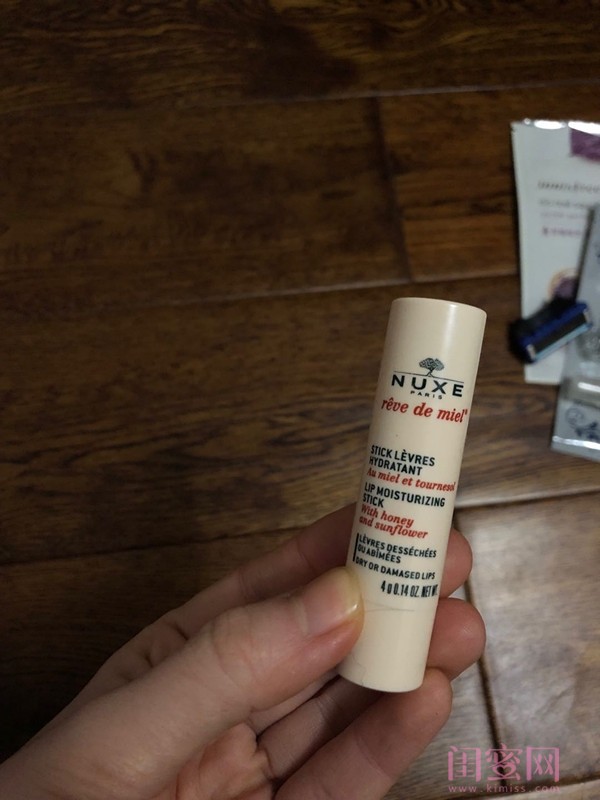 NUXE
PARIS
rêve de miel®
STICK LÈVRES
HYDRATANT
Au miel et tournesol
LIP MOISTURIZING
STICK
With honey
and sunflower
LÈVRES DESSÉCHÉES
OU ABÎMÉES
DRY OR DAMAGED LIPS
4 g 0.14 OZ. NET WT.
闺蜜网
www.kimiss.com